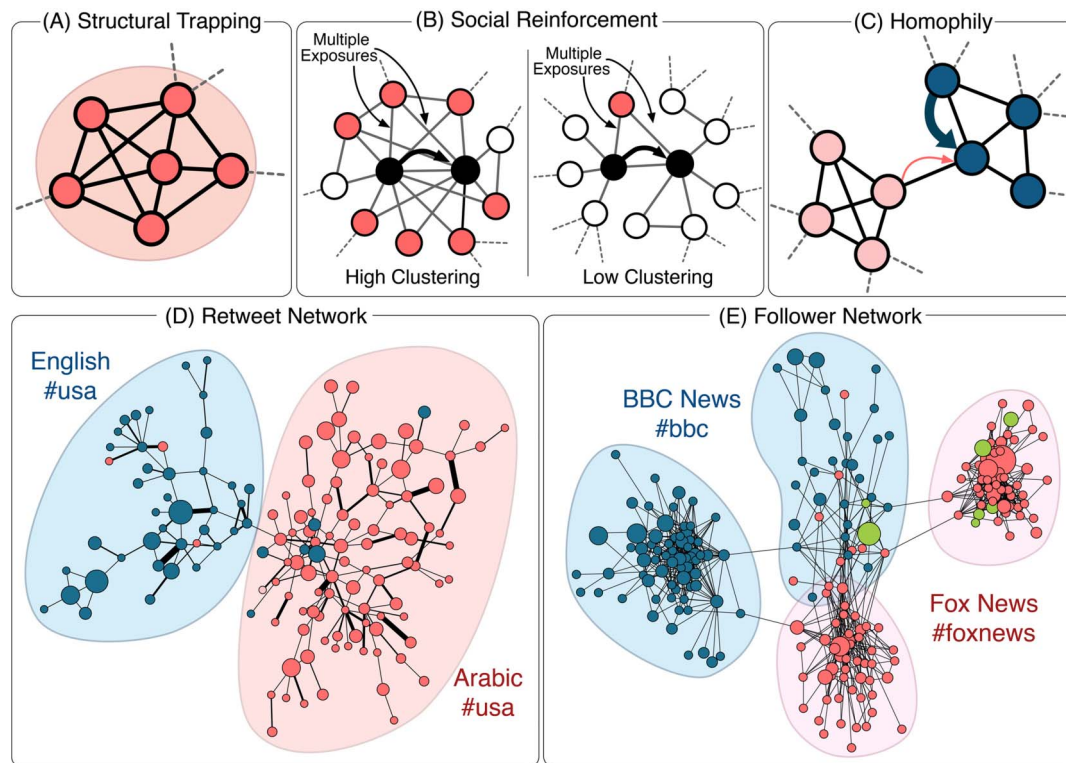 (A) Structural Trapping
(B) Social Reinforcement
Multiple
Exposures
High Clustering
Multiple
Exposures
Low Clustering
(C) Homophily
(D) Retweet Network
English
#usa
Arabic
#usa
(E) Follower Network
BBC News
#bbc
Fox News
#foxnews